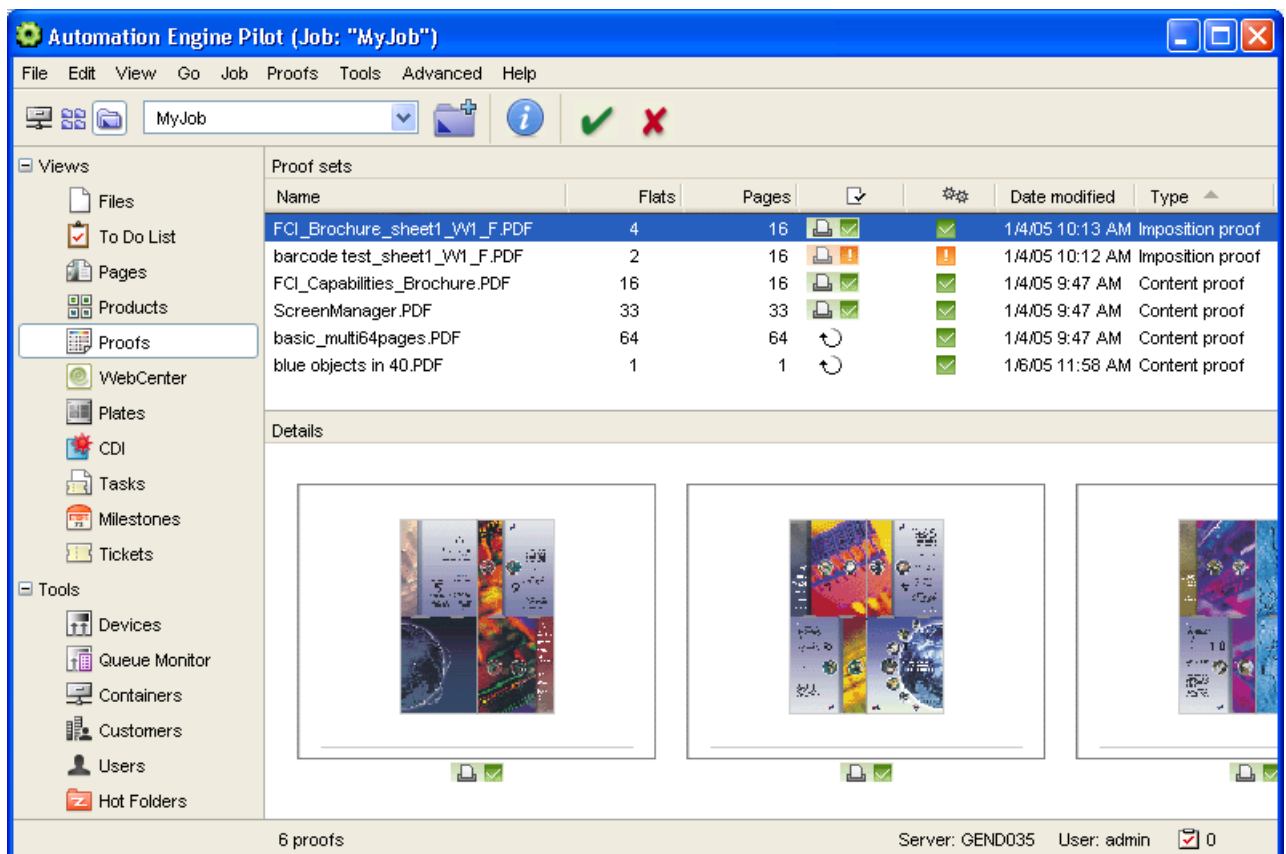 Automation Engine Pilot (Job: "MyJob")
File Edit View Go Job Proofs Tools Advanced Help
MyJob
Views
Files
To Do List
Pages
Products
Proofs
WebCenter
Plates
CDI
Tasks
Milestones
Tickets
Tools
Devices
Queue Monitor
Containers
Customers
Users
Hot Folders
Proof sets
Name Flats Pages Date modified Type
FCI_Brochure_sheet1_W1_F.PDF 4 16 1/4/05 10:13 AM Imposition proof
barcode test_sheet1_W1_F.PDF 2 16 1/4/05 10:12 AM Imposition proof
FCI_Capabilities_Brochure.PDF 16 16 1/4/05 9:47 AM Content proof
ScreenManager.PDF 33 33 1/4/05 9:47 AM Content proof
basic_multi64pages.PDF 64 64 1/4/05 9:47 AM Content proof
blue objects in 40.PDF 1 1 1/6/05 11:58 AM Content proof
Details
6 proofs Server: GEND035 User: admin 0